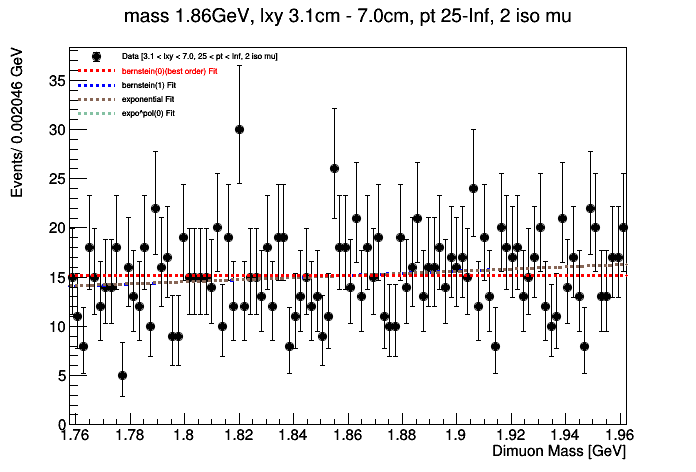 mass 1.86GeV, lxy 3.1cm - 7.0cm, pt 25-Inf, 2 iso mu
Events/ 0.002046 GeV
Data [3.1 < lxy < 7.0, 25 < pt < Inf, 2 iso mu]
bernstein(0)(best order) Fit
bernstein(1) Fit
exponential Fit
expo*pol(0) Fit
35
30
25
20
15
10
5
0
1.76 1.78 1.8 1.82 1.84 1.86 1.88 1.9 1.92 1.94 1.96
Dimuon Mass [GeV]